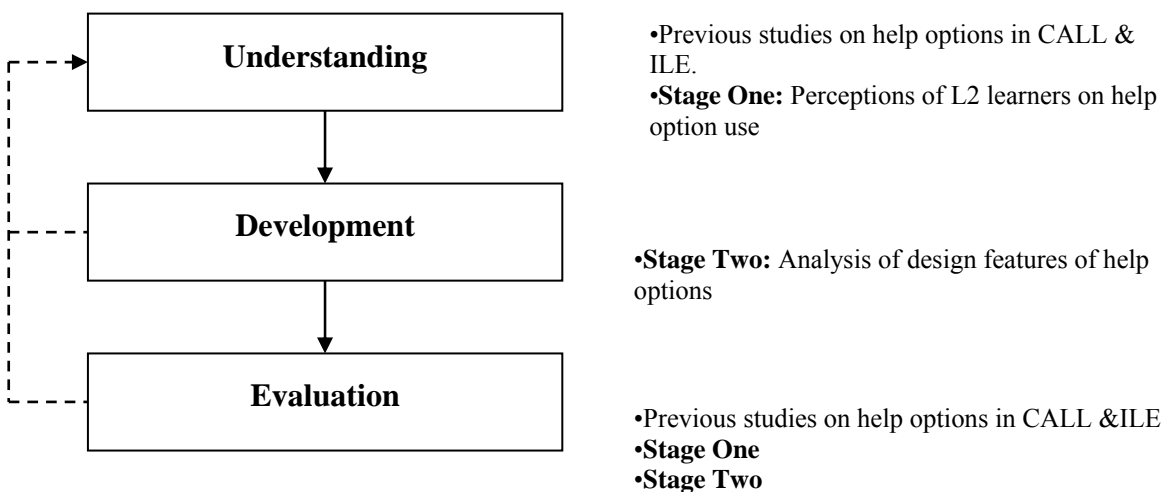 Understanding
•Previous studies on help options in CALL &
ILE.
•Stage One: Perceptions of L2 learners on help
option use
Development
•Stage Two: Analysis of design features of help
options
Evaluation
•Previous studies on help options in CALL &ILE
•Stage One
•Stage Two